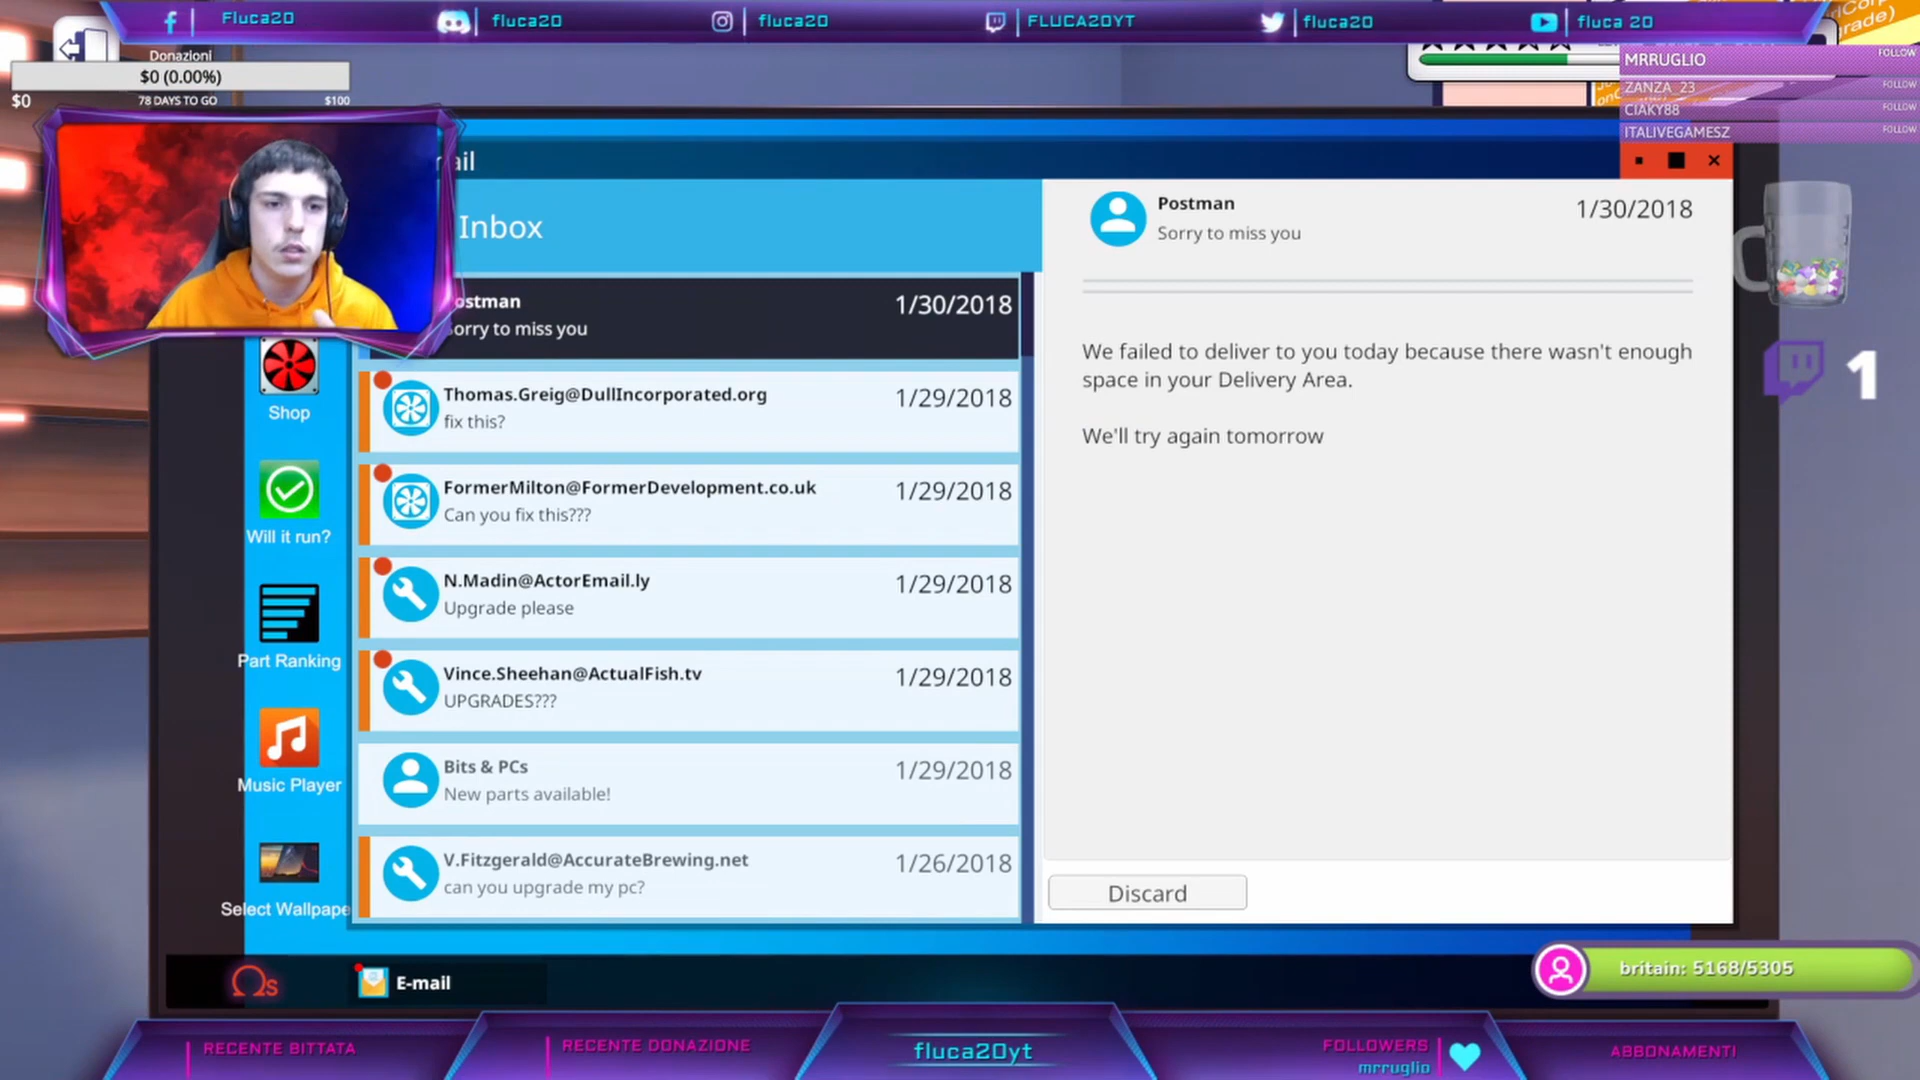 Fluca20
fluca20
fluca20
FLUCA20YT
fluca20
fluca 20
Donazioni
$0 (0.00%)
$0
78 DAYS TO GO
$100
MRRUGLIO
FOLLOW
ZANZA_23
FOLLOW
CIAKY88
FOLLOW
ITALIVEGAMESZ
FOLLOW
ail
Inbox
Postman
1/30/2018
Sorry to miss you
ostman
1/30/2018
orry to miss you
We failed to deliver to you today because there wasn't enough
space in your Delivery Area.
We'll try again tomorrow
Thomas.Greig@DullIncorporated.org
1/29/2018
fix this?
FormerMilton@FormerDevelopment.co.uk
1/29/2018
Can you fix this???
N.Madin@ActorEmail.ly
1/29/2018
Upgrade please
Vince.Sheehan@ActualFish.tv
1/29/2018
UPGRADES???
Bits & PCs
1/29/2018
New parts available!
V.Fitzgerald@AccurateBrewing.net
1/26/2018
can you upgrade my pc?
Shop
Will it run?
Part Ranking
Music Player
Select Wallpape
1
Discard
Ωs
E-mail
britain: 5168/5305
RECENTE BITTATA
RECENTE DONAZIONE
fluca20yt
FOLLOWERS
mrruglio
ABBONAMENTI